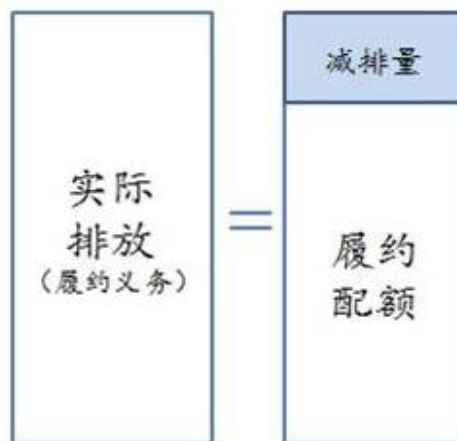 实际
排放
（履约义务）
=
减排量
履约
配额